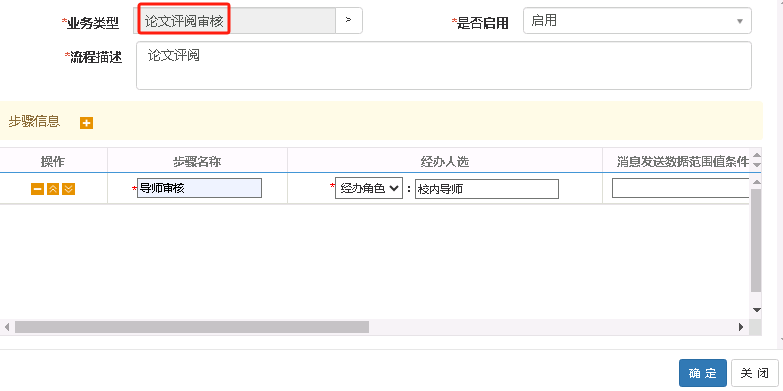 *业务类型 论文评阅审核 > *是否启用 启用
*流程描述 论文评阅
步骤信息
操作 步骤名称 经办人选 消息发送数据范围值条件
*导师审核 *经办角色 : 校内导师
确 定 关 闭